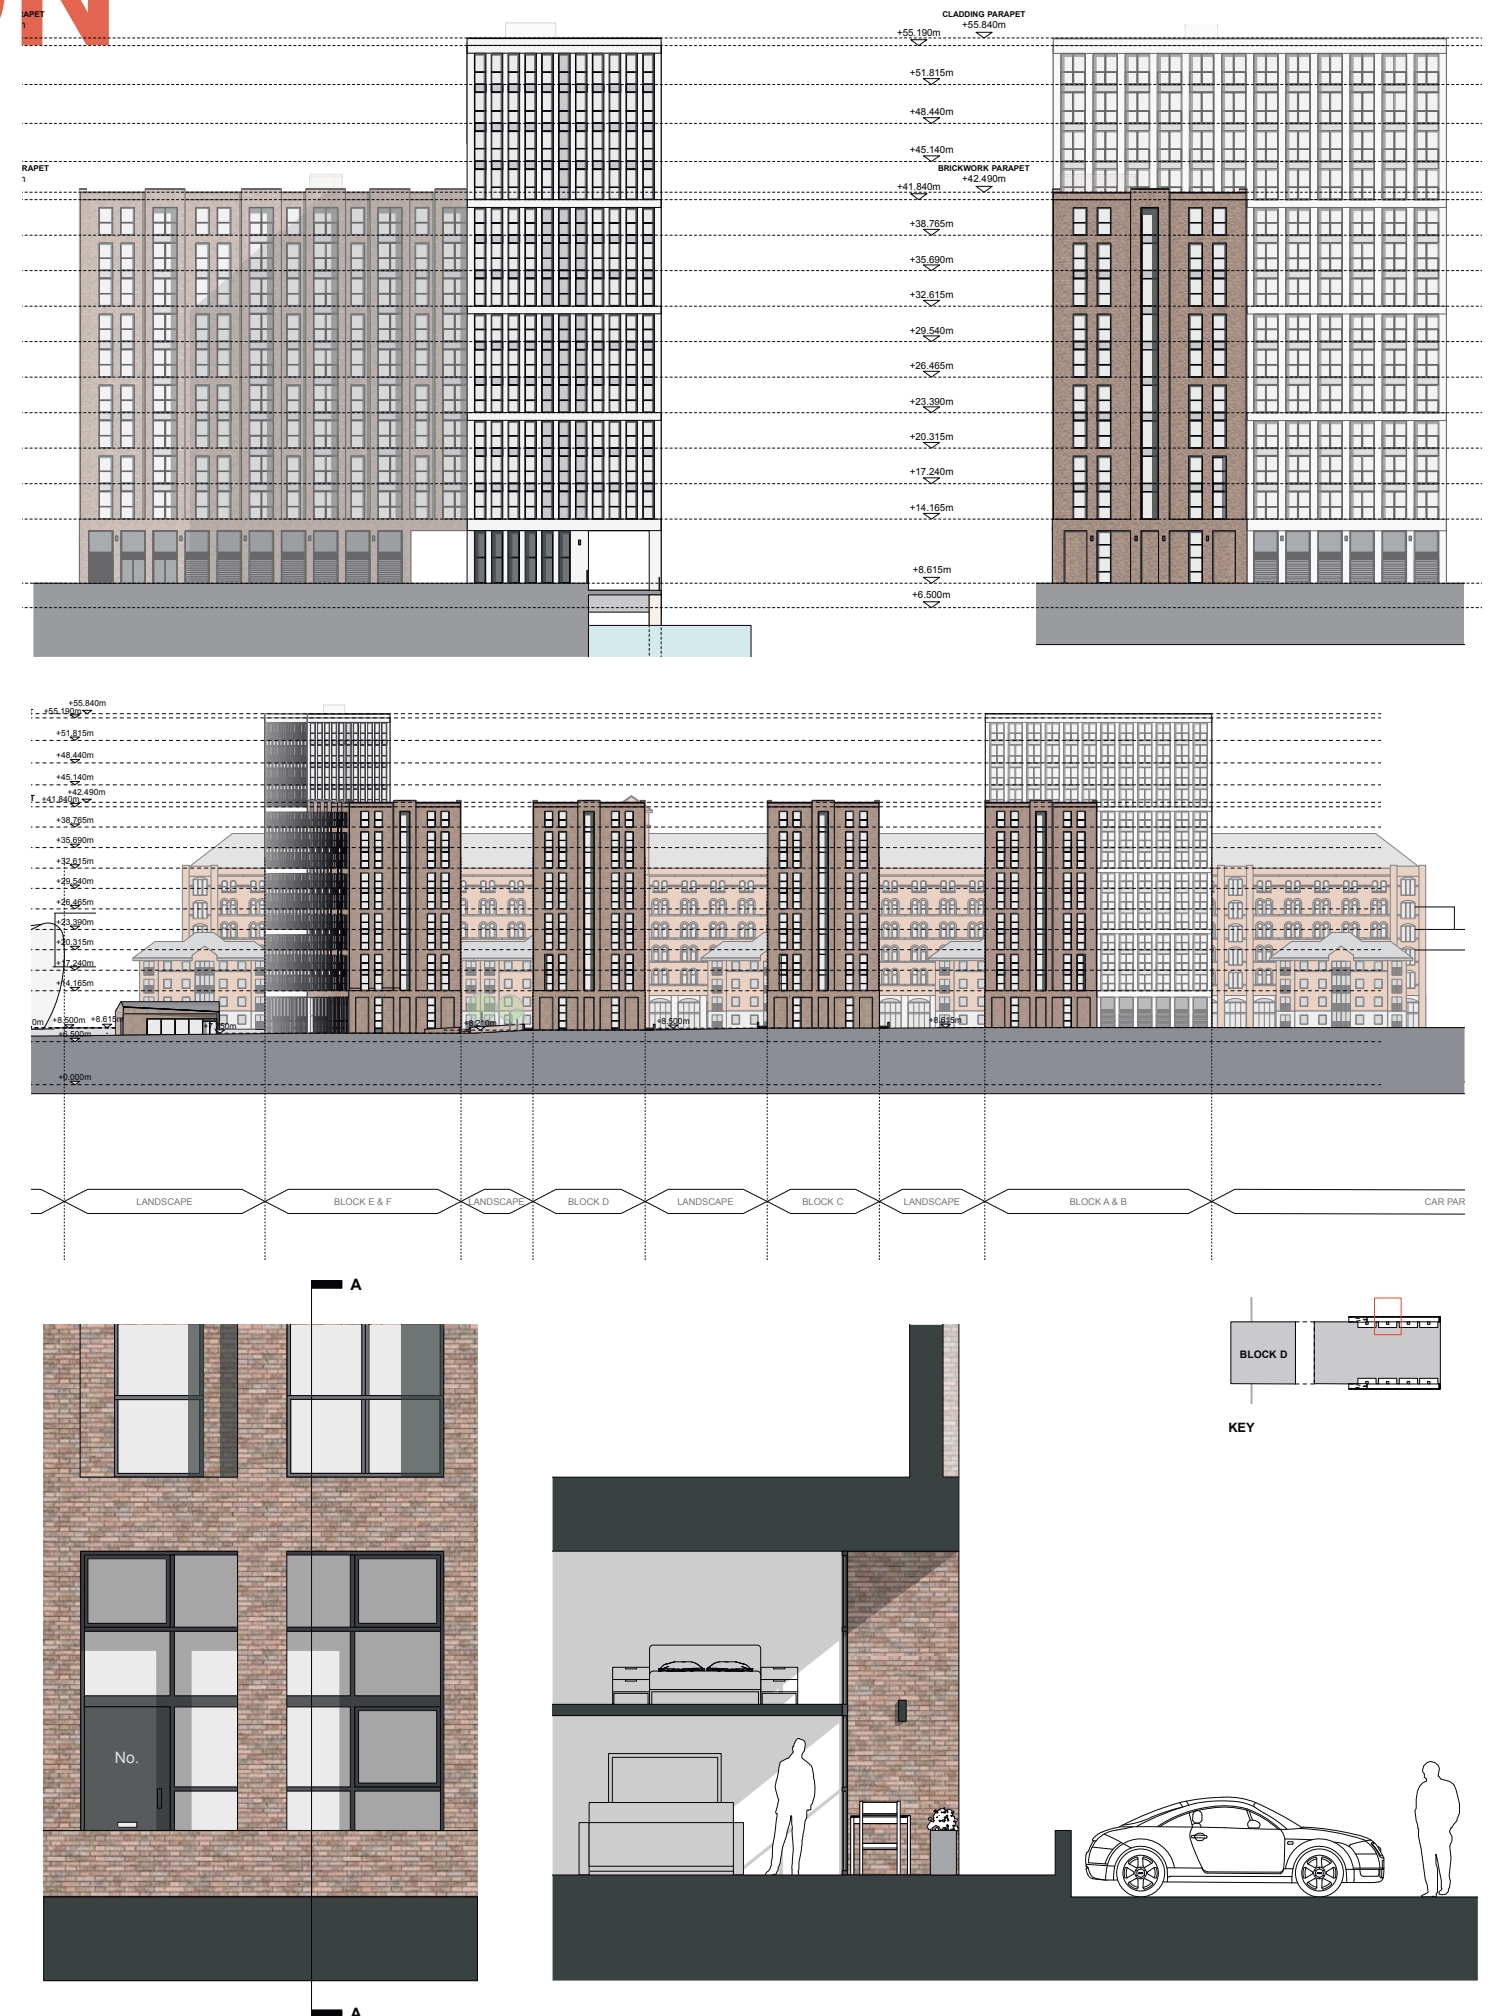 ON
APARAPET
CLADDING PARAPET
+55.840m
+55.190m
+51.815m
+48.440m
+45.140m
RAPET
BRICKWORK PARAPET
+42.490m
+41.840m
+38.765m
+35.690m
+32.615m
+29.540m
+26.465m
+23.390m
+20.315m
+17.240m
+14.165m
+8.615m
+6.500m
+55.840m
+55.190m
+51.815m
+48.440m
+45.140m
+42.490m
+41.840m
+38.765m
+35.690m
+32.615m
+29.540m
+26.465m
+23.390m
+20.315m
+17.240m
+14.165m
+8.500m +8.615m
+8.500m
+8.615m
+6.500m
+0.000m
LANDSCAPE
BLOCK E & F
LANDSCAPE
BLOCK D
LANDSCAPE
BLOCK C
LANDSCAPE
BLOCK A & B
CAR PAR
A
BLOCK D
KEY
No.
A